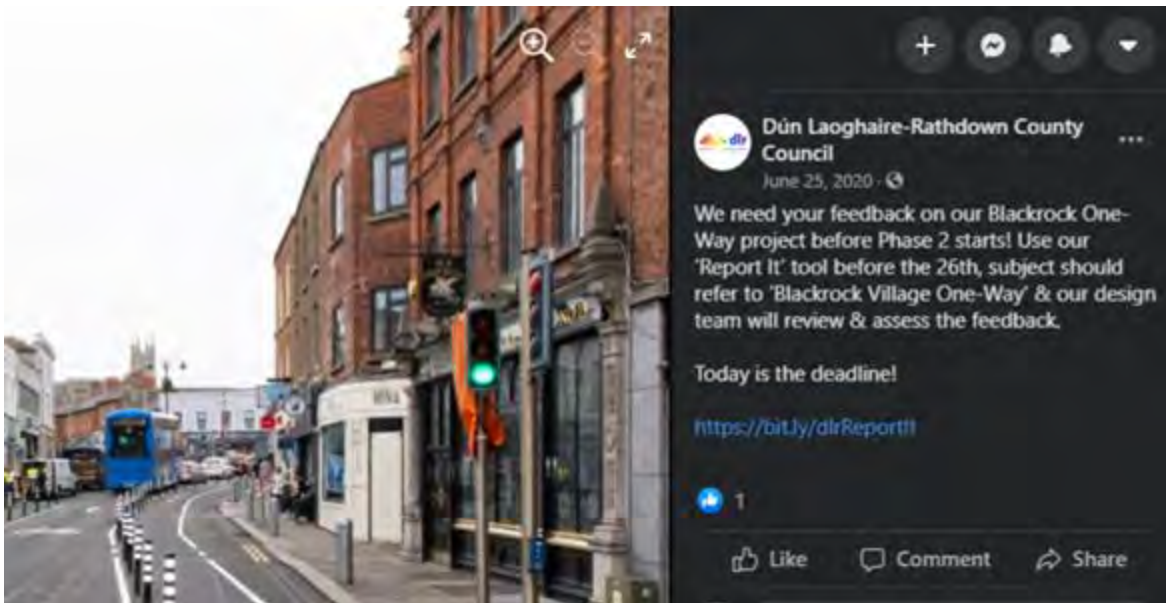 Dún Laoghaire-Rathdown County
Council
June 25, 2020 ·
We need your feedback on our Blackrock One-
Way project before Phase 2 starts! Use our
'Report It' tool before the 26th, subject should
refer to 'Blackrock Village One-Way' & our design
team will review & assess the feedback.
Today is the deadline!
https://bit.ly/dlrReportIt
1
Like
Comment
Share
dlr